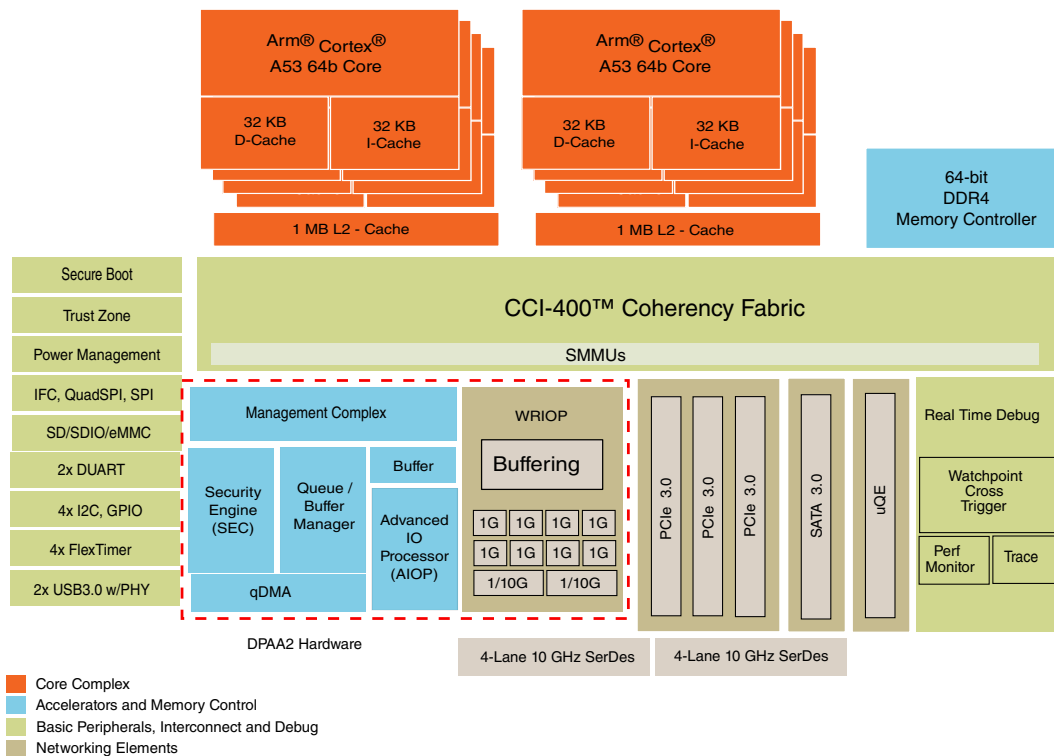 Arm® Cortex®
A53 64b Core
32 KB
D-Cache
32 KB
I-Cache
1 MB L2 - Cache
Arm® Cortex®
A53 64b Core
32 KB
D-Cache
32 KB
I-Cache
1 MB L2 - Cache
64-bit
DDR4
Memory Controller
Secure Boot
Trust Zone
Power Management
IFC, QuadSPI, SPI
SD/SDIO/eMMC
2x DUART
4x I2C, GPIO
4x FlexTimer
2x USB3.0 w/PHY
CCI-400™ Coherency Fabric
SMMUs
Management Complex
Security
Engine
(SEC)
Queue /
Buffer
Manager
Buffer
Advanced
IO
Processor
(AIOP)
qDMA
WRIOP
Buffering
1G 1G 1G 1G
1G 1G 1G 1G
1/10G 1/10G
PCIe 3.0
PCIe 3.0
PCIe 3.0
SATA 3.0
uQE
Real Time Debug
Watchpoint
Cross
Trigger
Perf
Monitor
Trace
DPAA2 Hardware
4-Lane 10 GHz SerDes
4-Lane 10 GHz SerDes
Core Complex
Accelerators and Memory Control
Basic Peripherals, Interconnect and Debug
Networking Elements